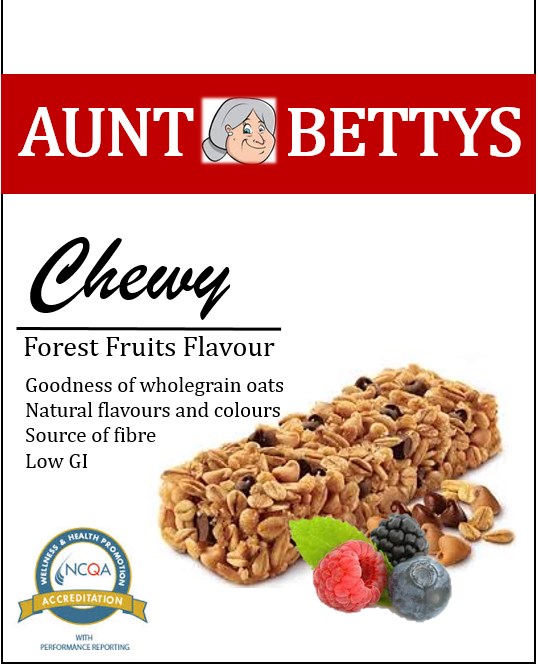 AUNT BETTYS
Chewy
Forest Fruits Flavour
Goodness of wholegrain oats
Natural flavours and colours
Source of fibre
Low GI
WELLNESS & HEALTH PROMOTION
NCQA
ACCREDITATION
WITH
PERFORMANCE REPORTING